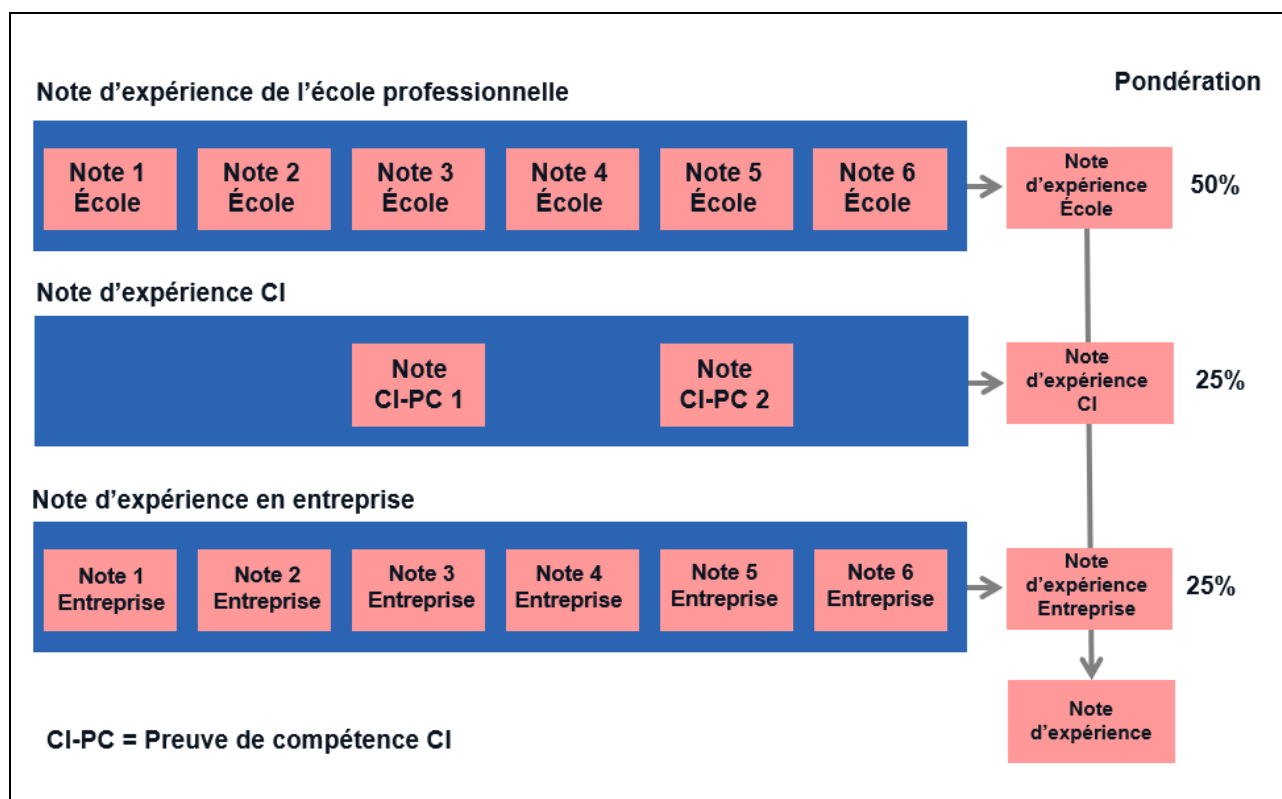 Pondération
Note d'expérience de l'école professionnelle
Note 1
École
Note 2
École
Note 3
École
Note 4
École
Note 5
École
Note 6
École
Note
d'expérience
École
50%
Note d'expérience CI
Note
CI-PC 1
Note
CI-PC 2
Note
d'expérience
CI
25%
Note d'expérience en entreprise
Note 1
Entreprise
Note 2
Entreprise
Note 3
Entreprise
Note 4
Entreprise
Note 5
Entreprise
Note 6
Entreprise
Note
d'expérience
Entreprise
25%
Note
d'expérience
CI-PC = Preuve de compétence CI